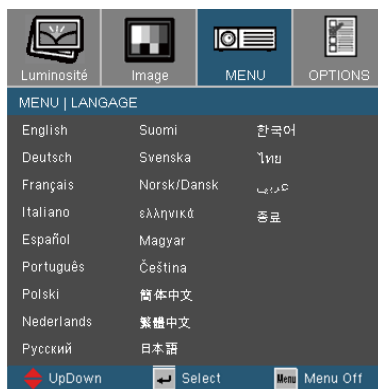 Luminosité Image MENU OPTIONS
MENU | LANGAGE
English Suomi 한국어
Deutsch Svenska ไทย
Français Norsk/Dansk عربي
Italiano ελληνικά 종료
Español Magyar
Português Čeština
Polski 簡体中文
Nederlands 繁體中文
Русский 日本語
UpDown Select Menu Menu Off